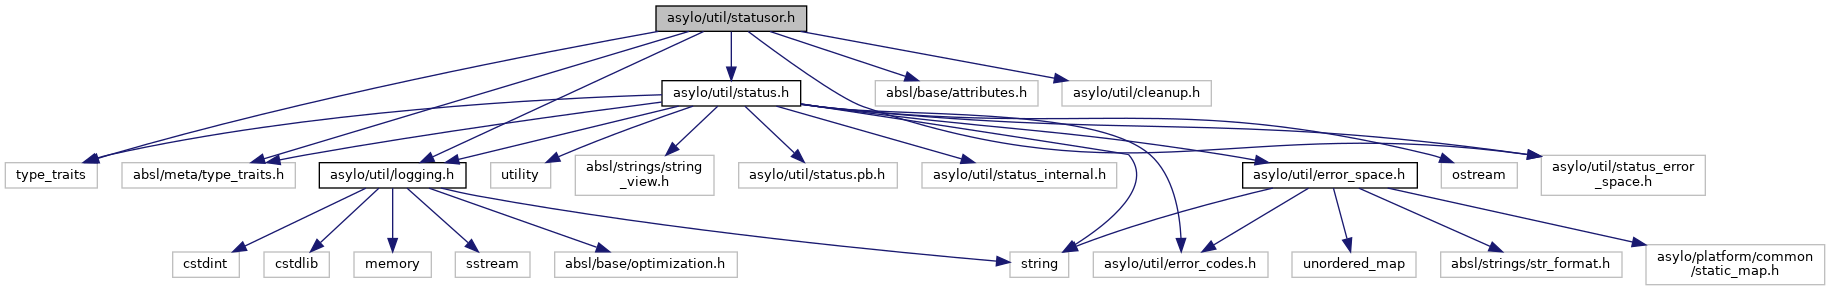 asylo/util/statusor.h
asylo/util/status.h
absl/base/attributes.h
asylo/util/cleanup.h
type_traits
absl/meta/type_traits.h
asylo/util/logging.h
utility
absl/strings/string
_view.h
asylo/util/status.pb.h
asylo/util/status_internal.h
asylo/util/error_space.h
ostream
asylo/util/status_error
_space.h
cstdint
cstdlib
memory
sstream
absl/base/optimization.h
string
asylo/util/error_codes.h
unordered_map
absl/strings/str_format.h
asylo/platform/common
/static_map.h